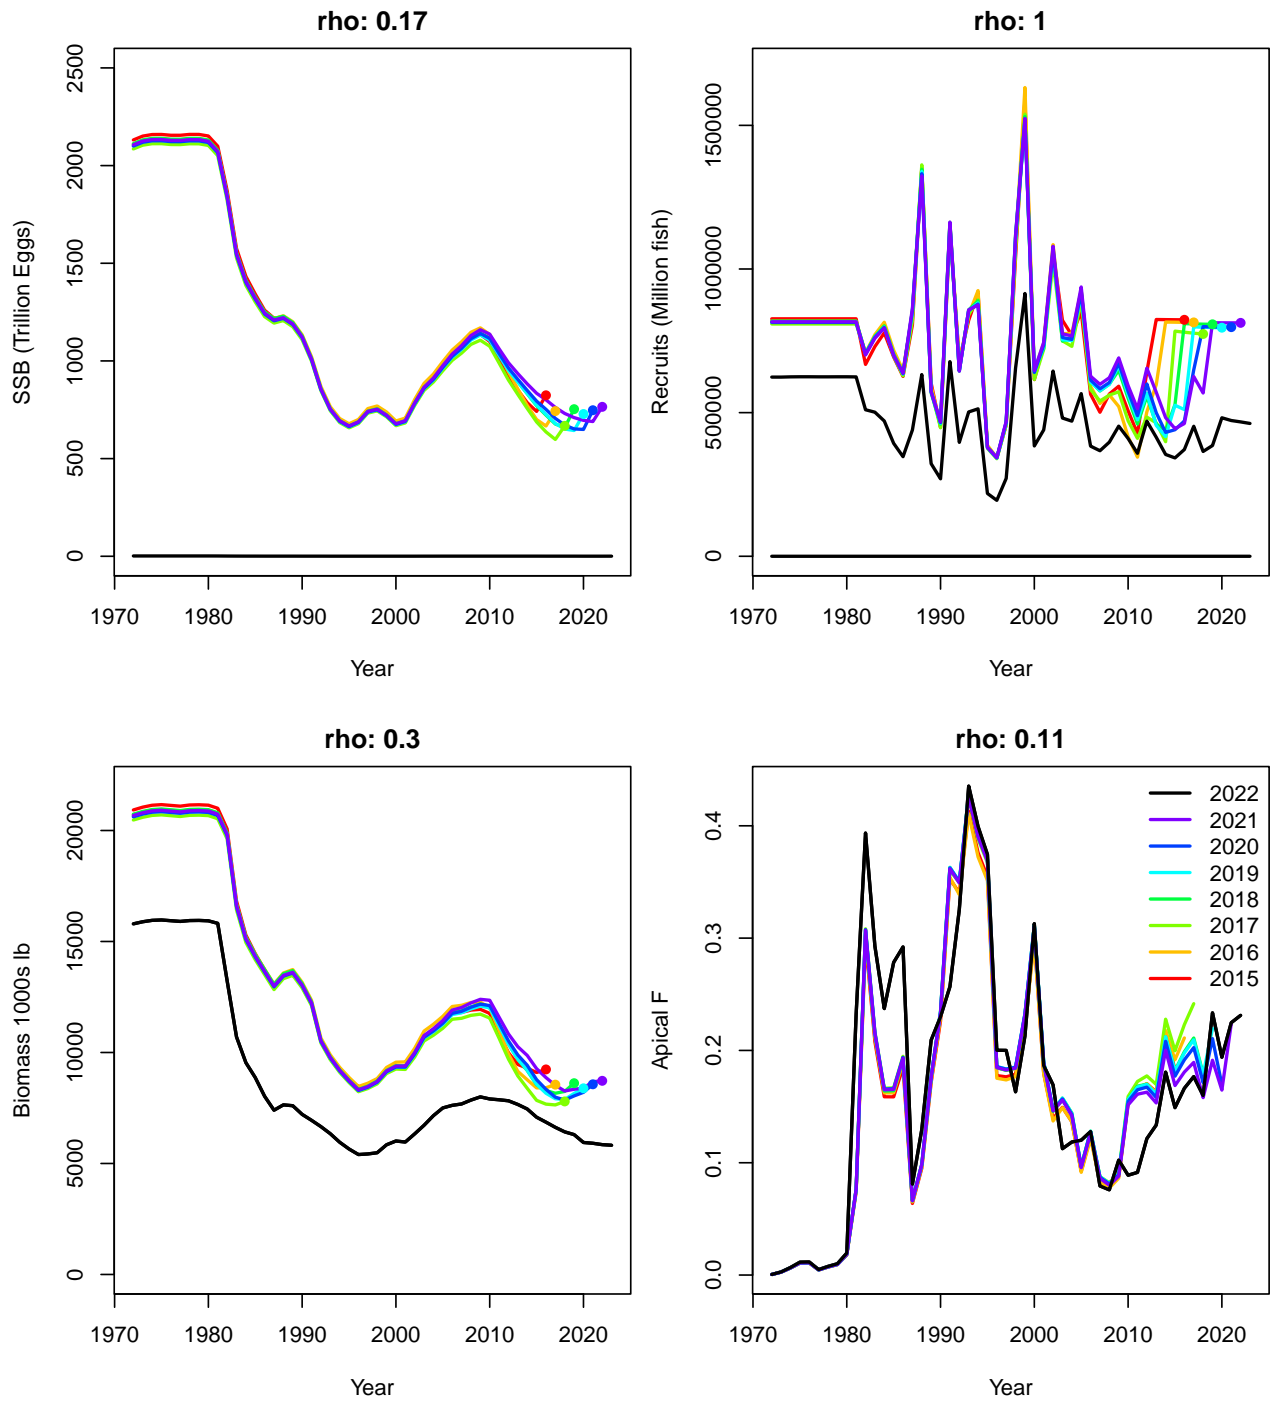 rho: 0.17
SSB (Trillion Eggs)
2500
2000
1500
1000
500
0
1970 1980 1990 2000 2010 2020
Year
rho: 1
Recruits (Million fish)
1500000
1000000
500000
0
1970 1980 1990 2000 2010 2020
Year
rho: 0.3
Biomass 1000s lb
20000
15000
10000
5000
0
1970 1980 1990 2000 2010 2020
Year
rho: 0.11
Apical F
0.4
0.3
0.2
0.1
0.0
1970 1980 1990 2000 2010 2020
Year
2022
2021
2020
2019
2018
2017
2016
2015